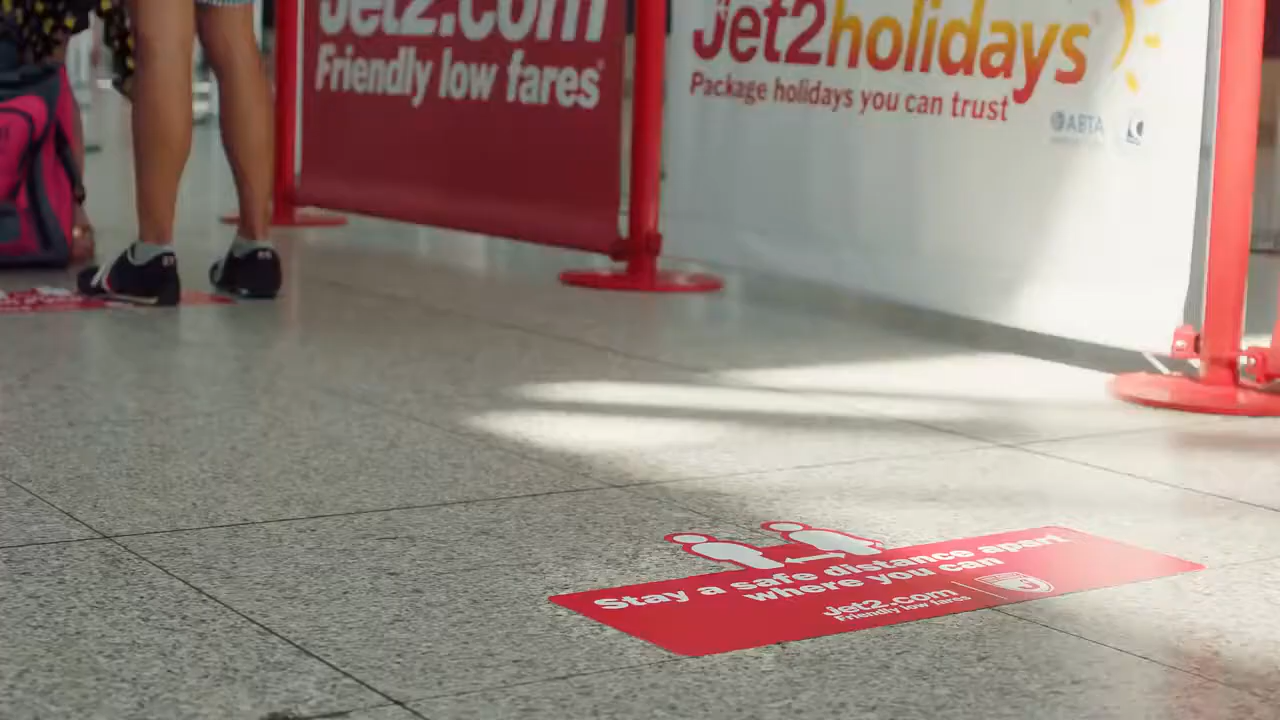 Jet2.com
Friendly low fares
Jet2holidays
Package holidays you can trust
ABTA
Stay a safe distance apart
where you can
Jet2.com
Friendly low fares